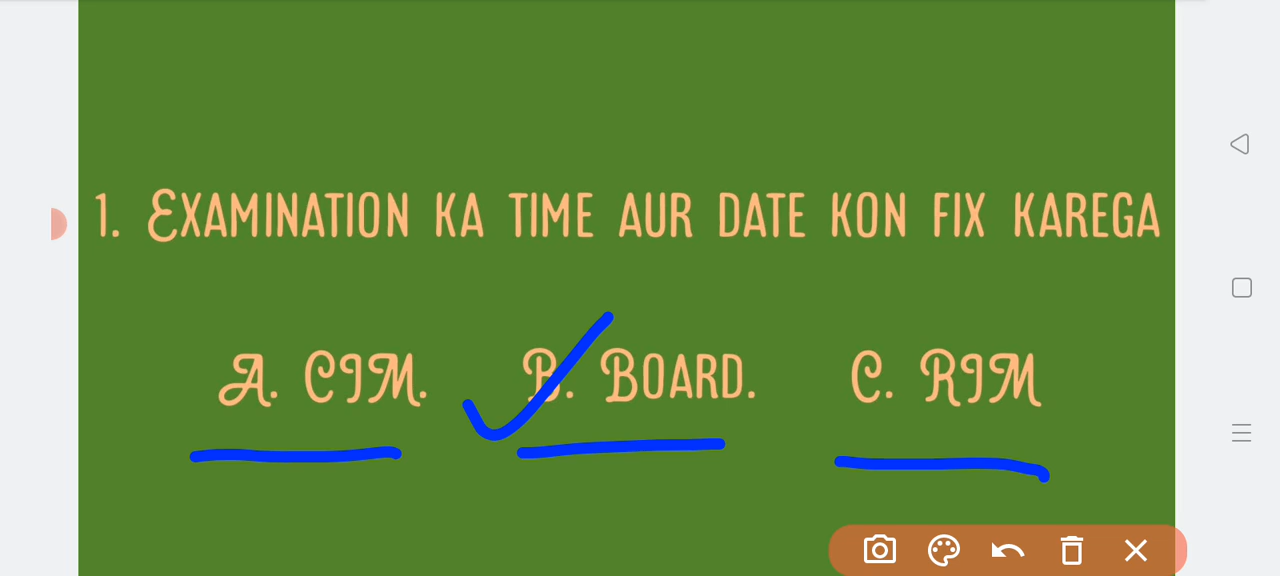 1. Examination ka time aur date kon fix karega
A. CIM. B. Board. C. RIM